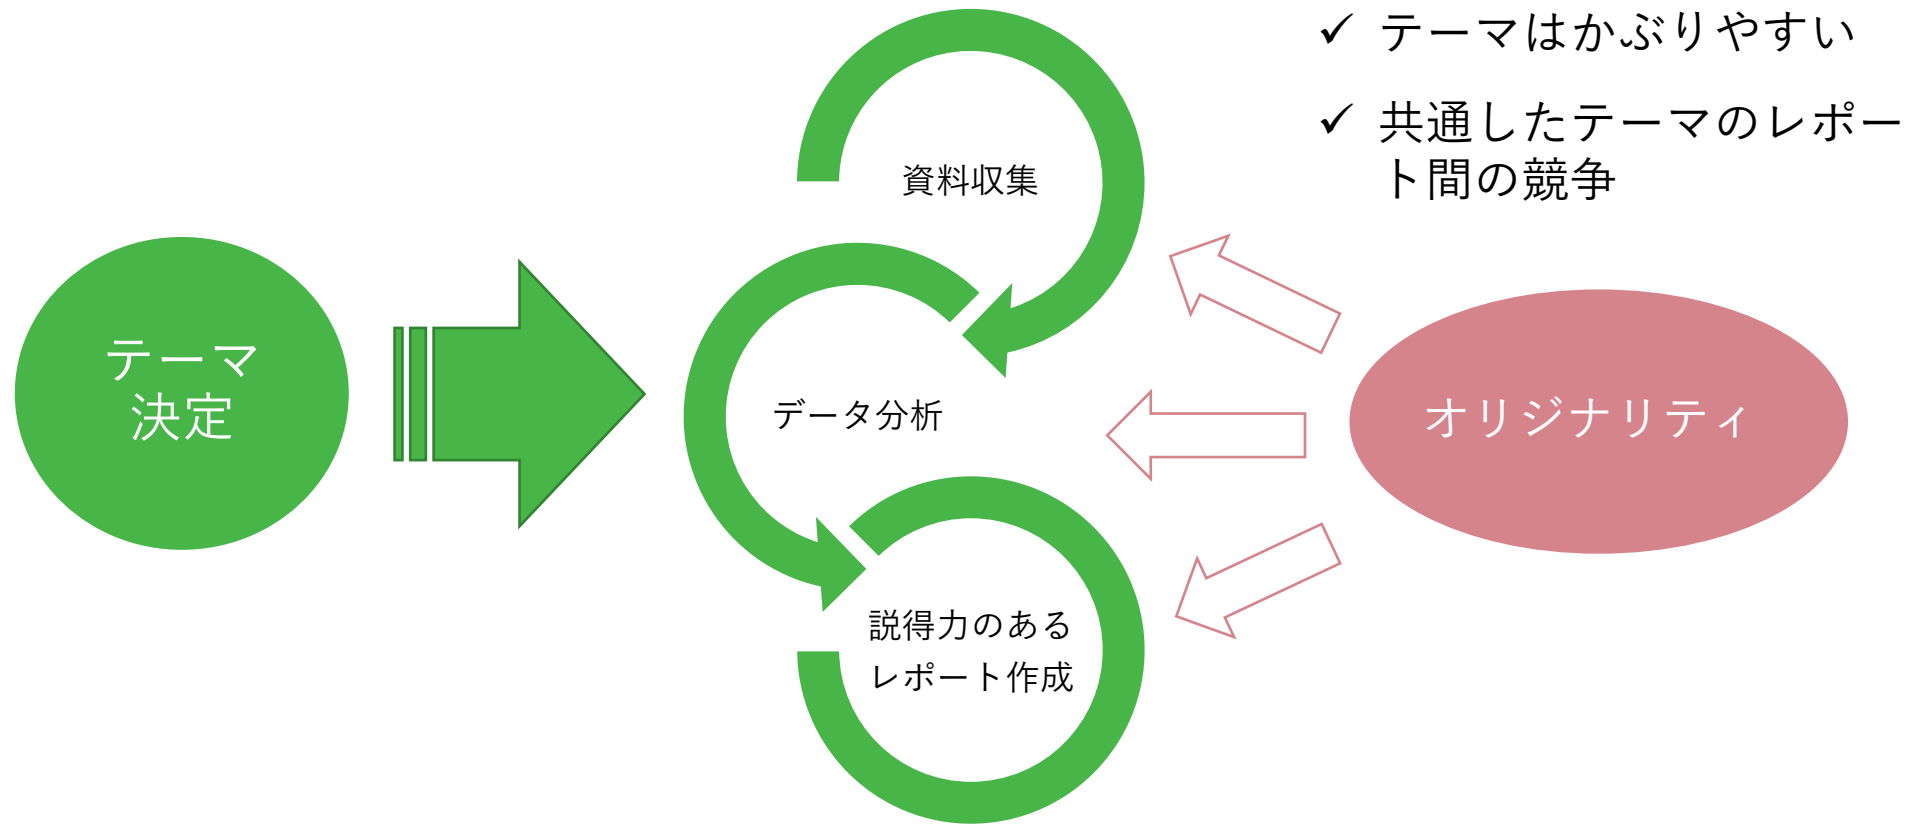 ✓ テーマはかぶりやすい
✓ 共通したテーマのレポー
ト間の競争
資料収集
テーマ
決定
データ分析
オリジナリティ
説得力のある
レポート作成